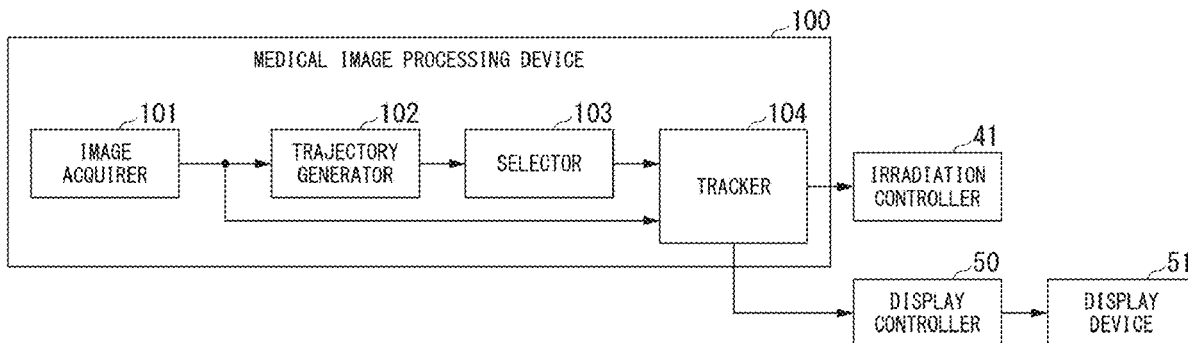 100
MEDICAL IMAGE PROCESSING DEVICE
101
102
103
104
41
IMAGE
ACQUIRER
TRAJECTORY
GENERATOR
SELECTOR
TRACKER
IRRADIATION
CONTROLLER
50
51
DISPLAY
CONTROLLER
DISPLAY
DEVICE